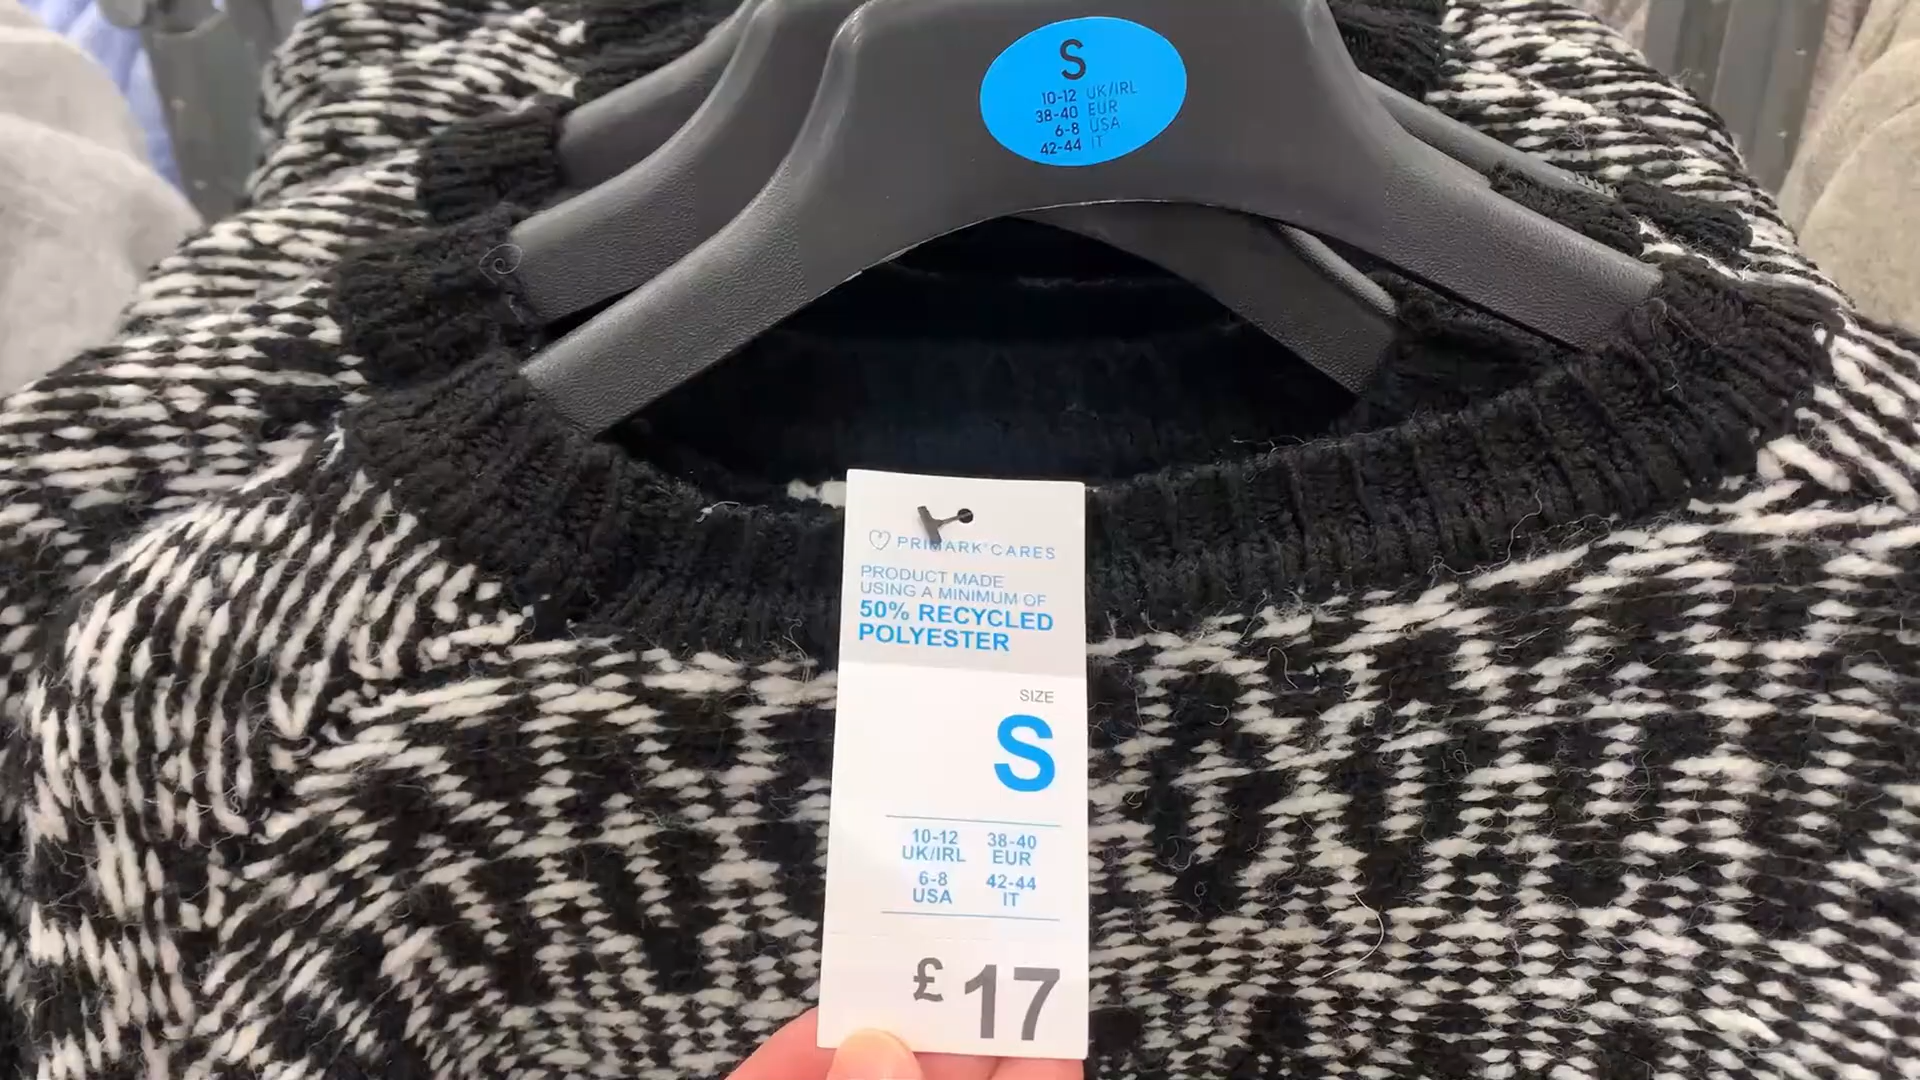 S
10-12 UK/IRL
38-40 EUR
6-8 USA
42-44 IT
PRIMARK CARES
PRODUCT MADE
USING A MINIMUM OF
50% RECYCLED
POLYESTER
SIZE
S
10-12 38-40
UK/IRL EUR
6-8 42-44
USA IT
£17